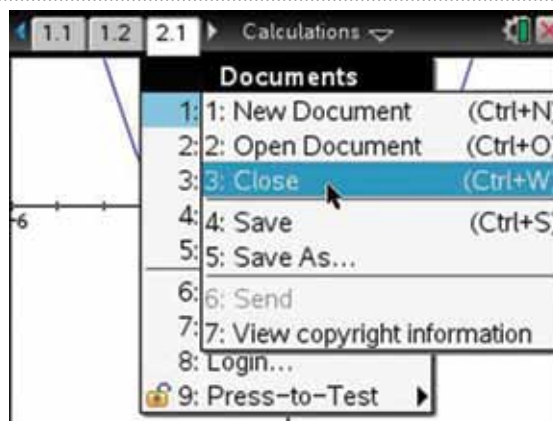 1.1 1.2 2.1 Calculations
Documents
1: 1: New Document (Ctrl+N)
2: 2: Open Document (Ctrl+O)
3: 3: Close (Ctrl+W)
-6
4: 4: Save (Ctrl+S)
5: 5: Save As...
6: 6: Send
7: 7: View copyright information
8: Login...
9: Press-to-Test